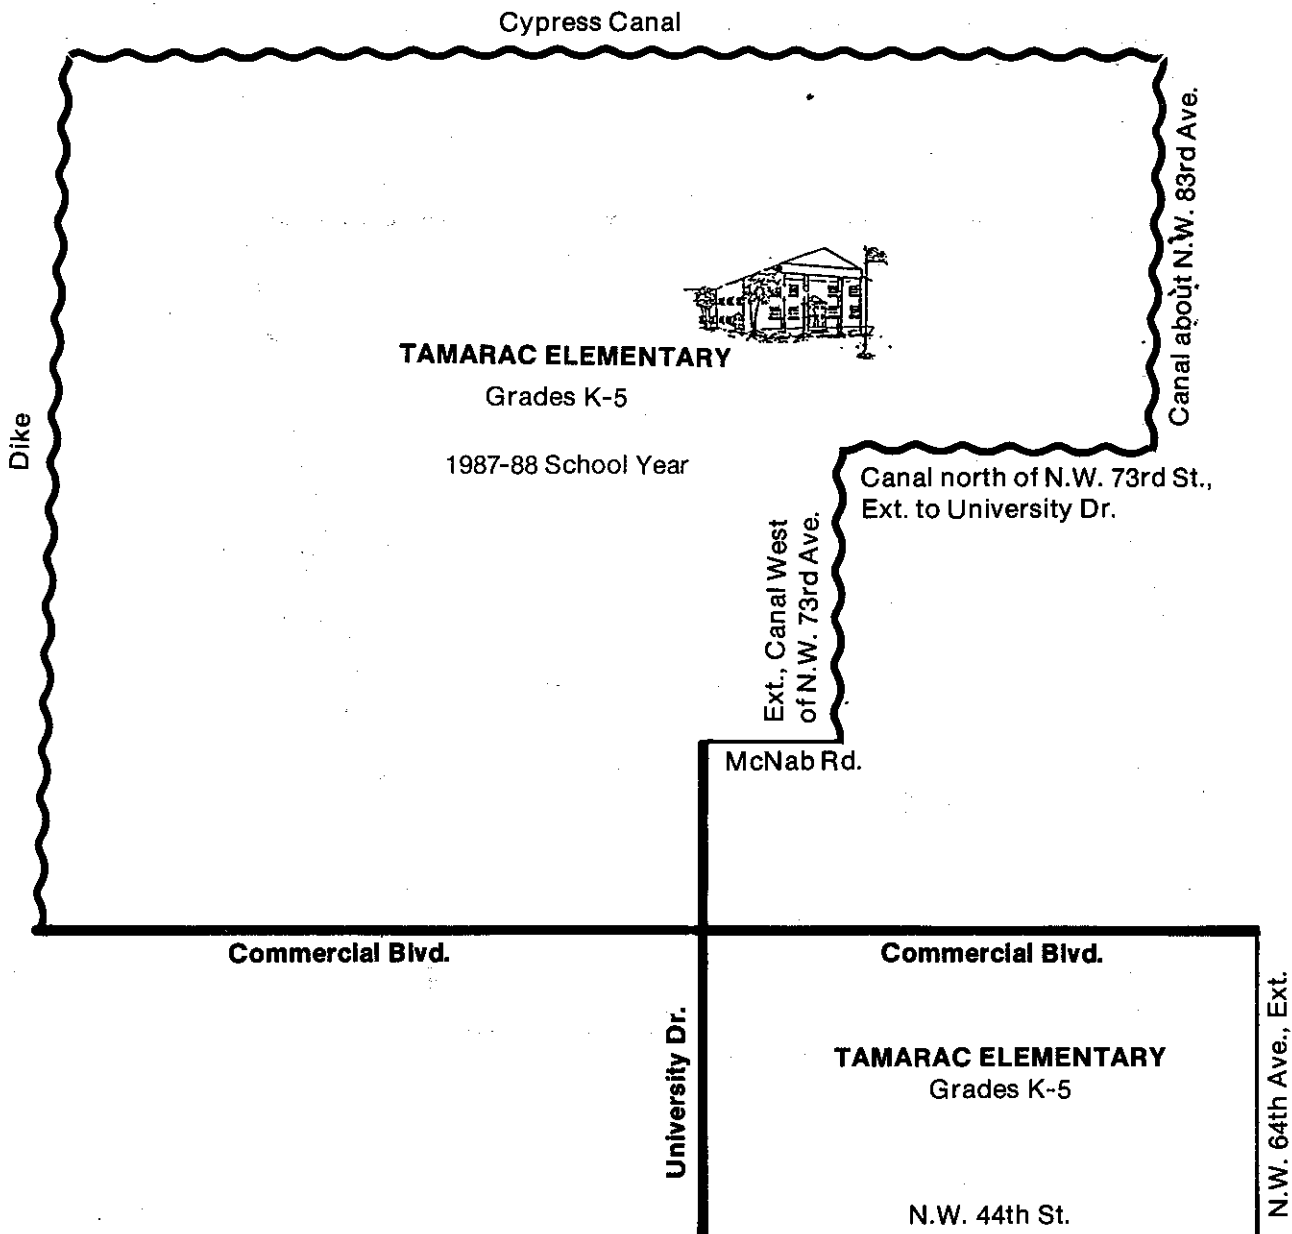 Cypress Canal
Canal about N.W. 83rd Ave.
TAMARAC ELEMENTARY
Grades K-5
Dike
1987-88 School Year
Canal north of N.W. 73rd St.,
Ext. to University Dr.
Ext., Canal West
of N.W. 73rd Ave.
McNab Rd.
Commercial Blvd.
Commercial Blvd.
University Dr.
TAMARAC ELEMENTARY
Grades K-5
N.W. 64th Ave., Ext.
N.W. 44th St.